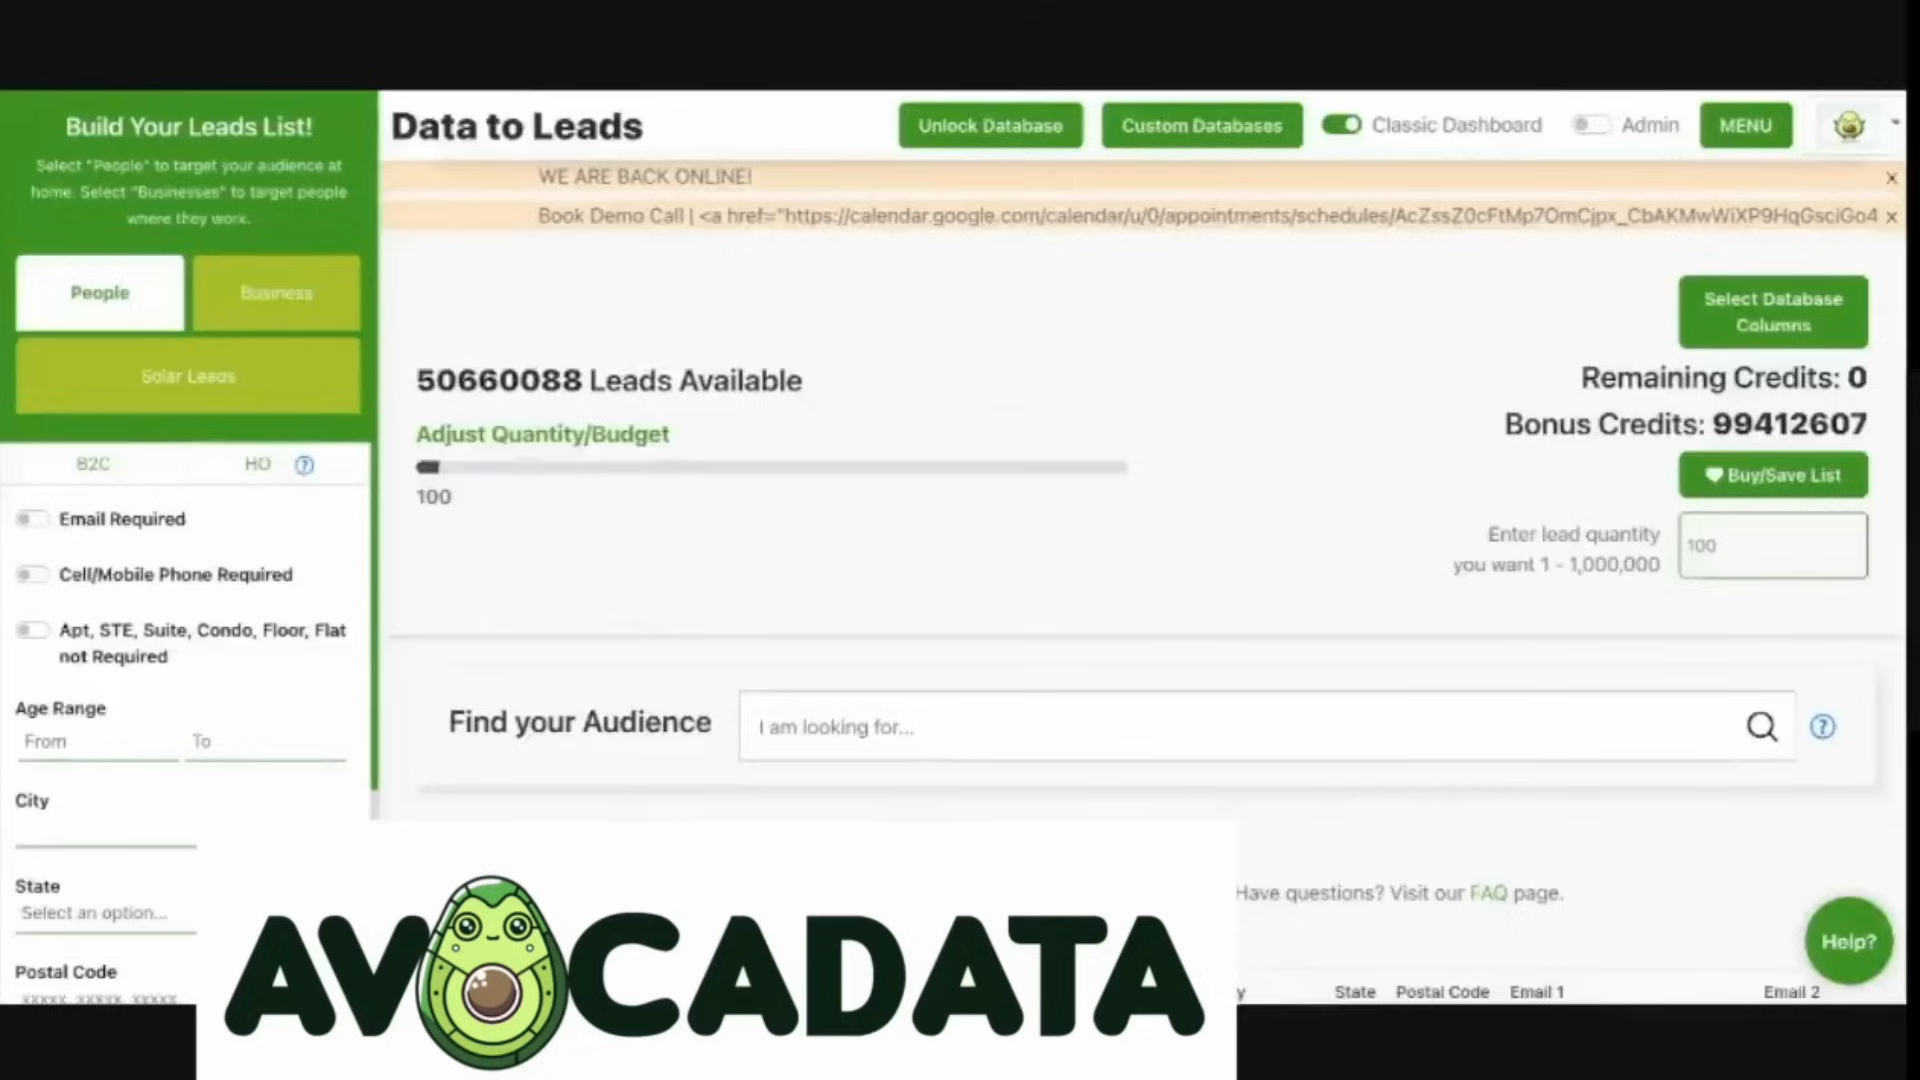 Build Your Leads List!
Select "People" to target your audience at
home. Select "Businesses" to target people
where they work.
People
Business
Solar Leads
B2C
HO
?
Email Required
Cell/Mobile Phone Required
Apt, STE, Suite, Condo, Floor, Flat
not Required
Age Range
From
To
City
State
Select an option...
Postal Code
xxxxx, xxxxx, xxxxx
Data to Leads
Unlock Database
Custom Databases
Classic Dashboard
Admin
MENU
WE ARE BACK ONLINE!
Book Demo Call | <a href="https://calendar.google.com/calendar/u/0/appointments/schedules/AcZssZ0cFtMp7OmCjpx_CbAKMwWiXP9HqGsciGo4
Select Database
Columns
50660088 Leads Available
Remaining Credits: 0
Bonus Credits: 99412607
Adjust Quantity/Budget
100
Buy/Save List
Enter lead quantity
you want 1 - 1,000,000
100
Find your Audience
I am looking for...
?
Have questions? Visit our FAQ page.
Help?
y
State
Postal Code
Email 1
Email 2
AVOCADATA